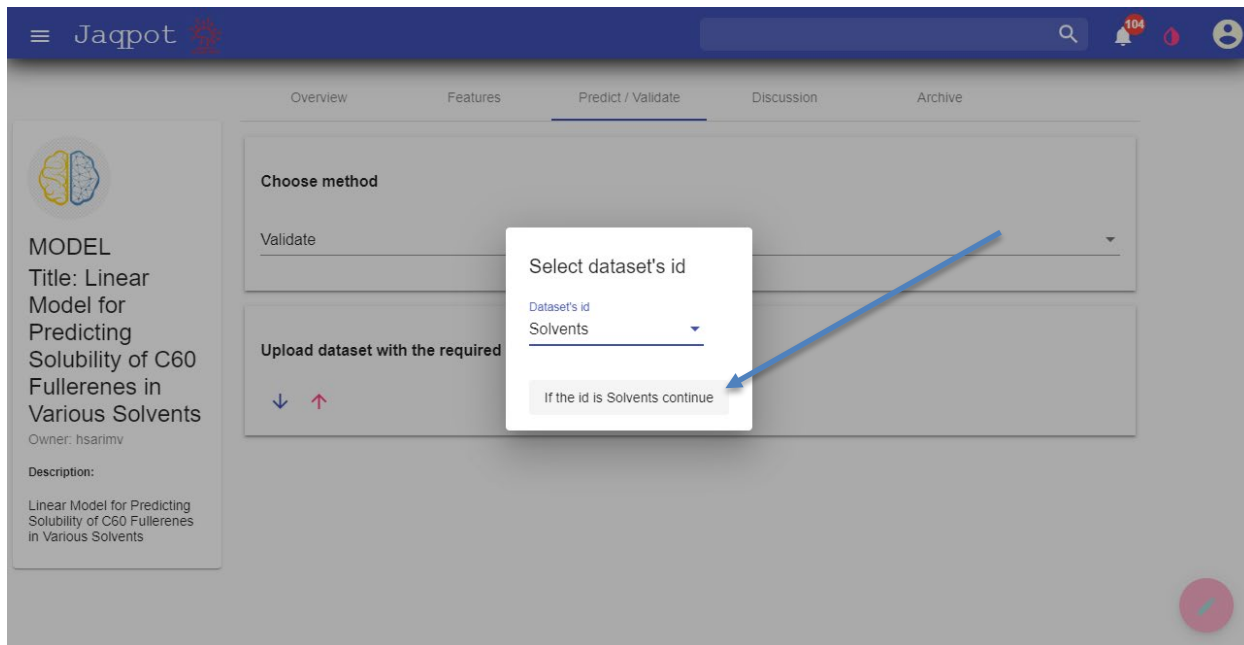 Jaqpot
104
Overview Features Predict / Validate Discussion Archive
MODEL
Title: Linear
Model for
Predicting
Solubility of C60
Fullerenes in
Various Solvents
Owner: hsarimv
Description:
Linear Model for Predicting
Solubility of C60 Fullerenes
in Various Solvents
Choose method
Validate
Upload dataset with the required
Select dataset's id
Dataset's id
Solvents
If the id is Solvents continue